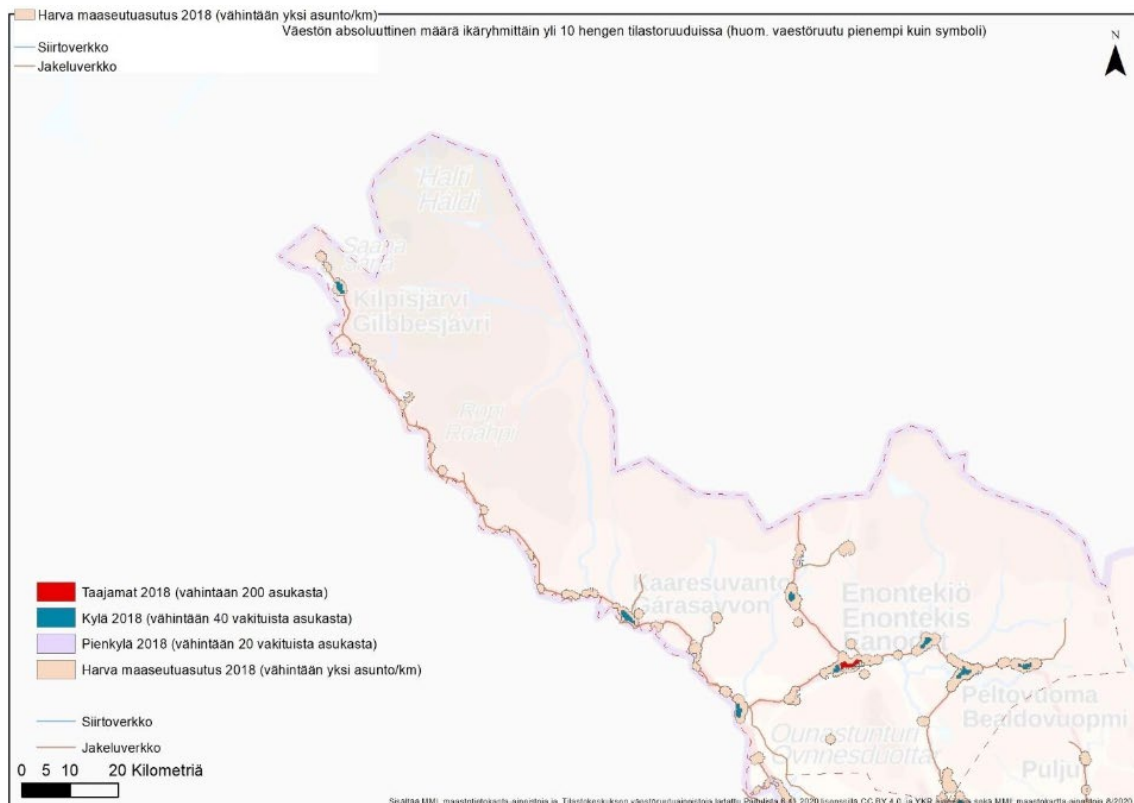 Harva maaseutuasutus 2018 (vähintään yksi asunto/km)
Väestön absoluuttinen määrä ikäryhmittäin yli 10 hengen tilastoruuduissa (huom. vaestöruutu pienempi kuin symboli)
Siirtoverkko
Jakeluverkko
N
Halti
Háldi
Saana
Kilpisjärvi
Gilbbesjávri
Ropi
Roahpi
Kaaresuvanto
Gárasavvon
Enontekiö
Enontekis
Peltovuoma
Bealdovuopmi
Ounastunturi
Ovnnesduottar
Pulju
Taajamat 2018 (vähintään 200 asukasta)
Kylä 2018 (vähintään 40 vakituista asukasta)
Pienkylä 2018 (vähintään 20 vakituista asukasta)
Harva maaseutuasutus 2018 (vähintään yksi asunto/km)
Siirtoverkko
Jakeluverkko
0 5 10 20 Kilometriä